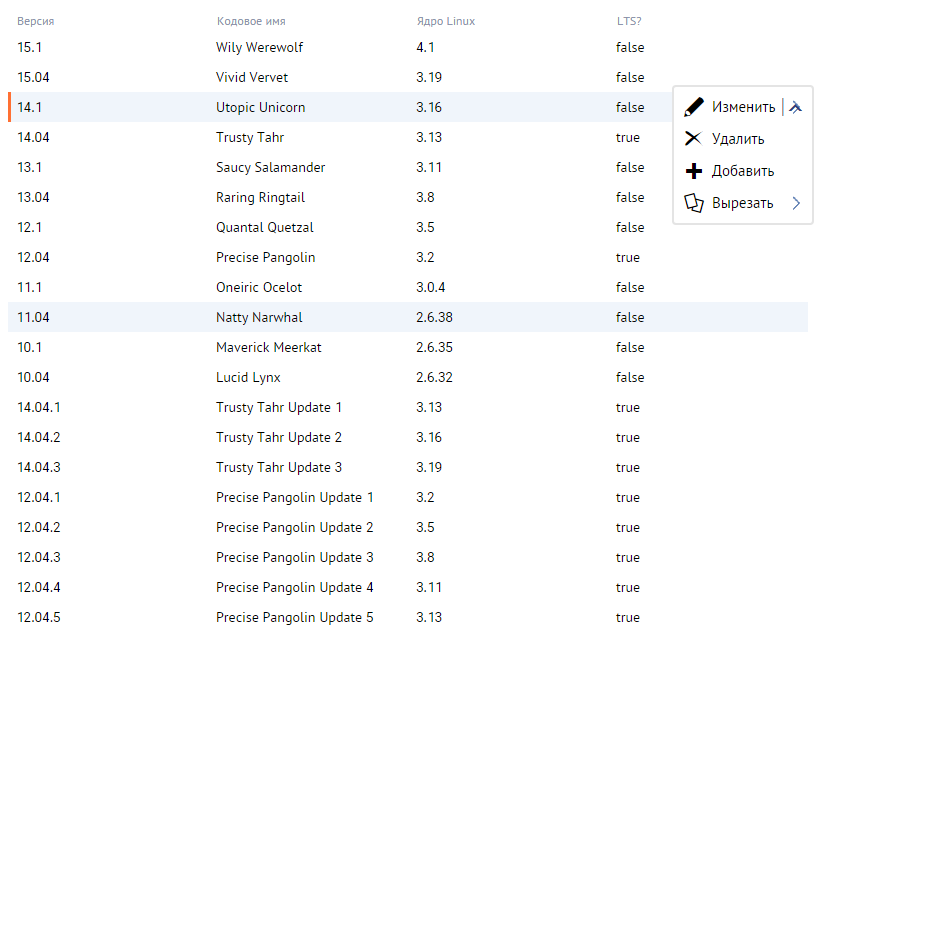 Версия Кодовое имя Ядро Linux LTS?
15.1 Wily Werewolf 4.1 false
15.04 Vivid Vervet 3.19 false
14.1 Utopic Unicorn 3.16 false Изменить
14.04 Trusty Tahr 3.13 true Удалить
13.1 Saucy Salamander 3.11 false Добавить
13.04 Raring Ringtail 3.8 false Вырезать
12.1 Quantal Quetzal 3.5 false
12.04 Precise Pangolin 3.2 true
11.1 Oneiric Ocelot 3.0.4 false
11.04 Natty Narwhal 2.6.38 false
10.1 Maverick Meerkat 2.6.35 false
10.04 Lucid Lynx 2.6.32 false
14.04.1 Trusty Tahr Update 1 3.13 true
14.04.2 Trusty Tahr Update 2 3.16 true
14.04.3 Trusty Tahr Update 3 3.19 true
12.04.1 Precise Pangolin Update 1 3.2 true
12.04.2 Precise Pangolin Update 2 3.5 true
12.04.3 Precise Pangolin Update 3 3.8 true
12.04.4 Precise Pangolin Update 4 3.11 true
12.04.5 Precise Pangolin Update 5 3.13 true